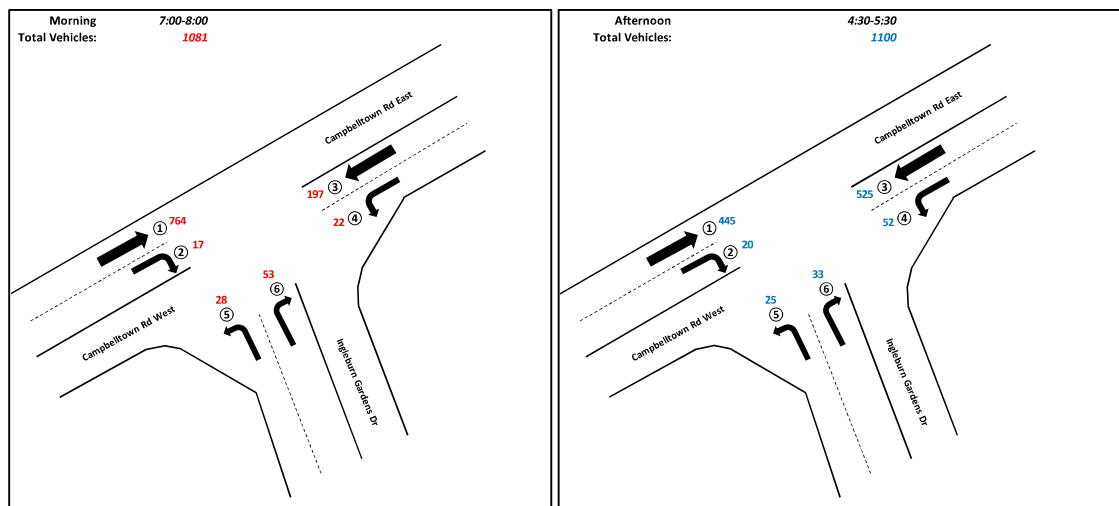 Morning 7:00-8:00
Total Vehicles: 1081
Campbelltown Rd East
3
197
4
22
1
764
2
17
53
6
28
5
Campbelltown Rd West
Ingleburn Gardens Dr
Afternoon 4:30-5:30
Total Vehicles: 1100
Campbelltown Rd East
3
525
4
52
1
445
2
20
33
6
25
5
Campbelltown Rd West
Ingleburn Gardens Dr